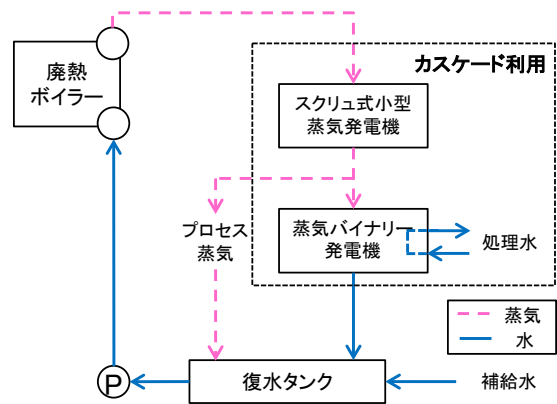 廃熱
ボイラー
カスケード利用
スクリュ式小型
蒸気発電機
プロセス
蒸気
蒸気バイナリー
発電機
処理水
蒸気
水
P
復水タンク
補給水